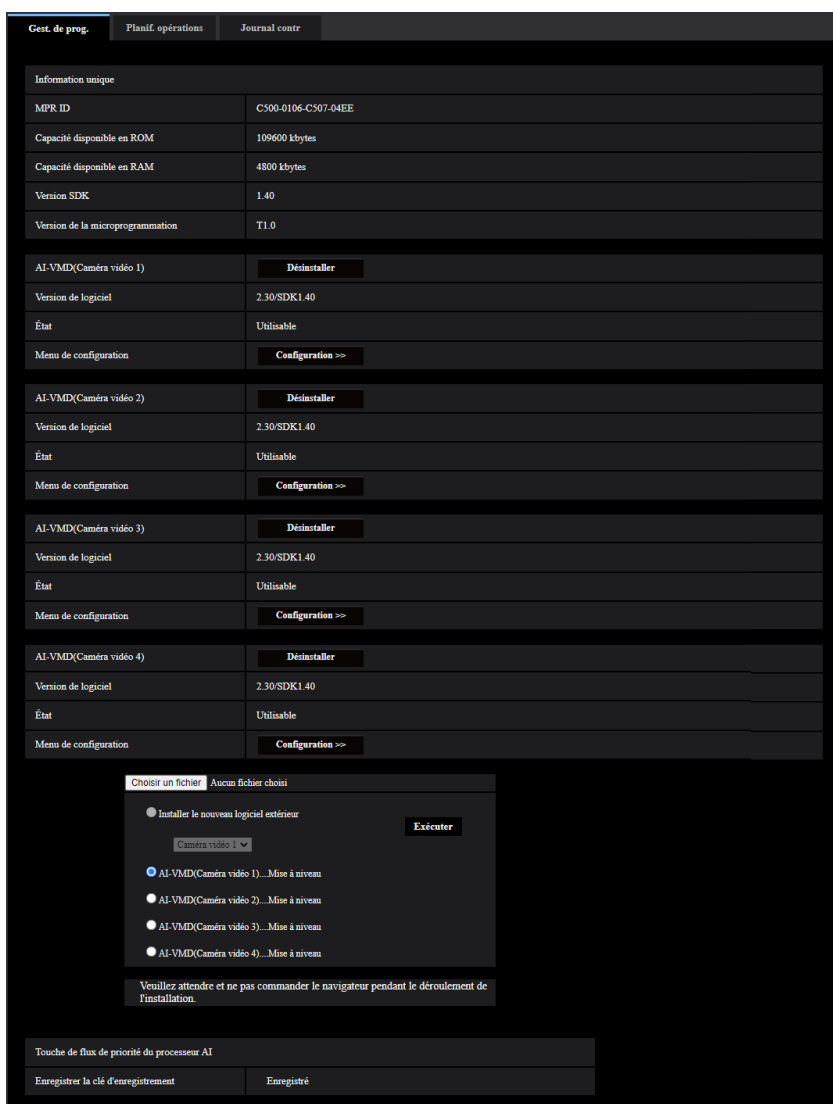 Gest. de prog. Planif. opérations Journal contr
Information unique
MPR ID C500-0106-C507-04EE
Capacité disponible en ROM 109600 kbytes
Capacité disponible en RAM 4800 kbytes
Version SDK 1.40
Version de la microprogrammation T1.0
AI-VMD(Caméra vidéo 1) Désinstaller
Version de logiciel 2.30/SDK1.40
État Utilisable
Menu de configuration Configuration >>
AI-VMD(Caméra vidéo 2) Désinstaller
Version de logiciel 2.30/SDK1.40
État Utilisable
Menu de configuration Configuration >>
AI-VMD(Caméra vidéo 3) Désinstaller
Version de logiciel 2.30/SDK1.40
État Utilisable
Menu de configuration Configuration >>
AI-VMD(Caméra vidéo 4) Désinstaller
Version de logiciel 2.30/SDK1.40
État Utilisable
Menu de configuration Configuration >>
Choisir un fichier Aucun fichier choisi
Installer le nouveau logiciel extérieur
Exécuter
Caméra vidéo 1
AI-VMD(Caméra vidéo 1)....Mise à niveau
AI-VMD(Caméra vidéo 2)....Mise à niveau
AI-VMD(Caméra vidéo 3)....Mise à niveau
AI-VMD(Caméra vidéo 4)....Mise à niveau
Veuillez attendre et ne pas commander le navigateur pendant le déroulement de
l'installation.
Touche de flux de priorité du processeur AI
Enregistrer la clé d'enregistrement Enregistré